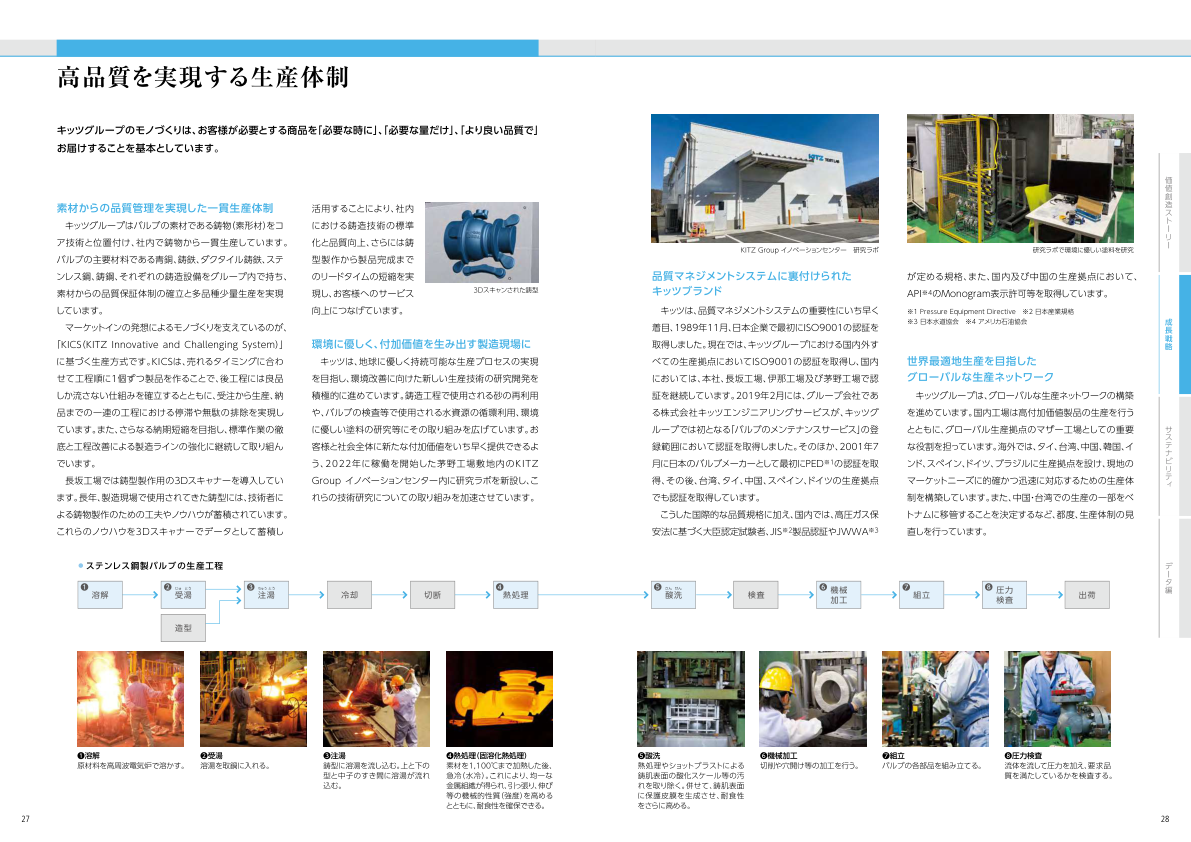 高品質を実現する生産体制
キッツグループのモノづくりは、お客様が必要とする商品を「必要な時に」、「必要な量だけ」、「より良い品質で」
お届けすることを基本としています。
素材からの品質管理を実現した一貫生産体制
キッツグループはバルブの素材である鋳物（素形材）をコ
ア技術と位置付け、社内で鋳物から一貫生産しています。
バルブの主要材料である青銅、鋳鉄、ダクタイル鋳鉄、ステ
ンレス鋼、鋳鋼、それぞれの鋳造設備をグループ内で持ち、
素材からの品質保証体制の確立と多品種少量生産を実現
しています。
マーケットインの発想によるモノづくりを支えているのが、
「KICS（KITZ Innovative and Challenging System）」
に基づく生産方式です。KICSは、売れるタイミングに合わ
せて工程順に1個ずつ製品を作ることで、後工程には良品
しか流さない仕組みを確立するとともに、受注から生産、納
品までの一連の工程における停滞や無駄の排除を実現し
ています。また、さらなる納期短縮を目指し、標準作業の徹
底と工程改善による製造ラインの強化に継続して取り組ん
でいます。
長坂工場では鋳型製作用の3Dスキャナーを導入してい
ます。長年、製造現場で使用されてきた鋳型には、技術者に
よる鋳物製作のための工夫やノウハウが蓄積されています。
これらのノウハウを3Dスキャナーでデータとして蓄積し
活用することにより、社内
における鋳造技術の標準
化と品質向上、さらには鋳
型製作から製品完成まで
のリードタイムの短縮を実
現し、お客様へのサービス
向上につなげています。
3Dスキャンされた鋳型
環境に優しく、付加価値を生み出す製造現場に
キッツは、地球に優しく持続可能な生産プロセスの実現
を目指し、環境改善に向けた新しい生産技術の研究開発を
積極的に進めています。鋳造工程で使用される砂の再利用
や、バルブの検査等で使用される水資源の循環利用、環境
に優しい塗料の研究等にその取り組みを広げています。お
客様と社会全体に新たな付加価値をいち早く提供できるよ
う、2022年に稼働を開始した茅野工場敷地内のKITZ
Group イノベーションセンター内に研究ラボを新設し、こ
れらの技術研究についての取り組みを加速させています。
KITZ
KITZ Group イノベーションセンター　研究ラボ
研究ラボで環境に優しい塗料を研究
品質マネジメントシステムに裏付けられた
キッツブランド
キッツは、品質マネジメントシステムの重要性にいち早く
着目、1989年11月、日本企業で最初にISO9001の認証を
取得しました。現在では、キッツグループにおける国内外す
べての生産拠点においてISO9001の認証を取得し、国内
においては、本社、長坂工場、伊那工場及び茅野工場で認
証を継続しています。2019年2月には、グループ会社であ
る株式会社キッツエンジニアリングサービスが、キッツグ
ループでは初となる「バルブのメンテナンスサービス」の登
録範囲において認証を取得しました。そのほか、2001年7
月に日本のバルブメーカーとして最初にPED※1の認証を取
得、その後、台湾、タイ、中国、スペイン、ドイツの生産拠点
でも認証を取得しています。
こうした国際的な品質規格に加え、国内では、高圧ガス保
安法に基づく大臣認定試験者、JIS※2製品認証やJWWA※3
が定める規格、また、国内及び中国の生産拠点において、
API※4のMonogram表示許可等を取得しています。
※1 Pressure Equipment Directive　※2 日本産業規格
※3 日本水道協会　※4 アメリカ石油協会
世界最適地生産を目指した
グローバルな生産ネットワーク
キッツグループは、グローバルな生産ネットワークの構築
を進めています。国内工場は高付加価値製品の生産を行う
とともに、グローバル生産拠点のマザー工場としての重要
な役割を担っています。海外では、タイ、台湾、中国、韓国、イ
ンド、スペイン、ドイツ、ブラジルに生産拠点を設け、現地の
マーケットニーズに的確かつ迅速に対応するための生産体
制を構築しています。また、中国・台湾での生産の一部をベ
トナムに移管することを決定するなど、都度、生産体制の見
直しを行っています。
価値創造ストーリー
成長戦略
サステナビリティ
データ編
● ステンレス鋼製バルブの生産工程
❶ 溶解
❷ じゅとう 受湯
造型
❸ ちゅうとう 注湯
冷却
切断
❹ 熱処理
❺ さんせん 酸洗
検査
❻ 機械
加工
❼ 組立
❽ 圧力
検査
出荷
❶溶解
原材料を高周波電気炉で溶かす。
❷受湯
溶湯を取鍋に入れる。
❸注湯
鋳型に溶湯を流し込む。上と下の
型と中子のすき間に溶湯が流れ
込む。
❹熱処理（固溶化熱処理）
素材を1,100℃まで加熱した後、
急冷（水冷）。これにより、均一な
金属組織が得られ、引っ張り、伸び
等の機械的性質（強度）を高める
とともに、耐食性を確保できる。
❺酸洗
熱処理やショットブラストによる
鋳肌表面の酸化スケール等の汚
れを取り除く。併せて、鋳肌表面
に保護皮膜を生成させ、耐食性
をさらに高める。
❻機械加工
切削や穴開け等の加工を行う。
❼組立
バルブの各部品を組み立てる。
❽圧力検査
流体を流して圧力を加え、要求品
質を満たしているかを検査する。
27
28